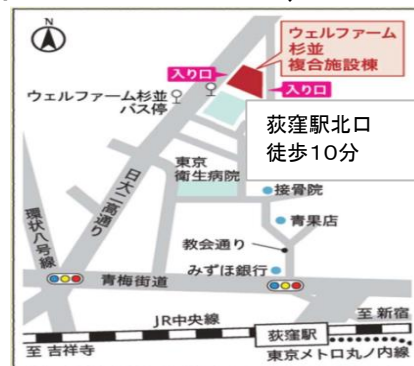 N
ウェルファーム
杉並
複合施設棟
入り口
入り口
ウェルファーム杉並
バス停
荻窪駅北口
徒歩10分
日大二高通り
東京
衛生病院
接骨院
青果店
環状八号線
教会通り
みずほ銀行
青梅街道
JR中央線
至 新宿
荻窪駅
至 吉祥寺
東京メトロ丸ノ内線